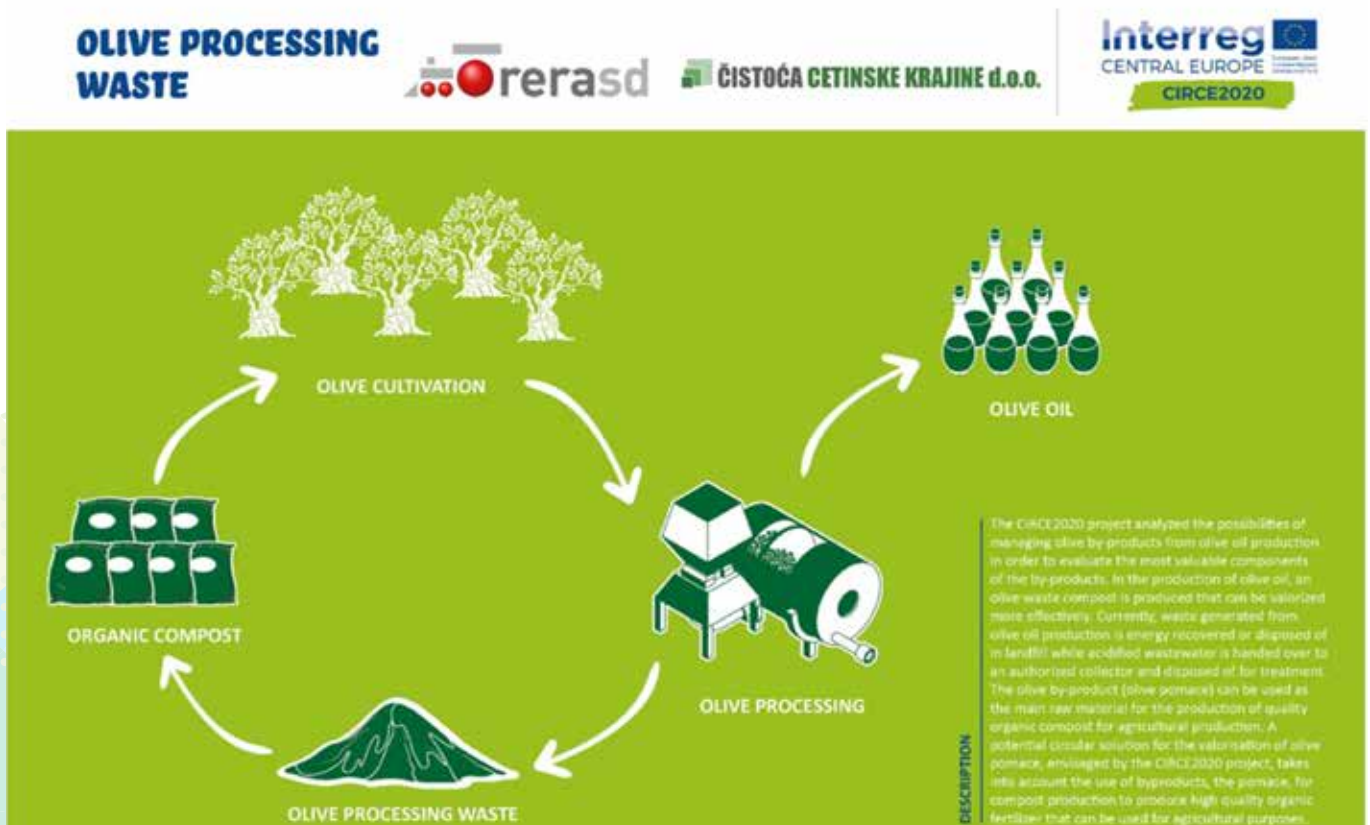 OLIVE PROCESSING
WASTE
rerasd
ČISTOĆA CETINSKE KRAJINE d.o.o.
Interreg
CENTRAL EUROPE
CIRCE2020
OLIVE CULTIVATION
OLIVE OIL
ORGANIC COMPOST
OLIVE PROCESSING
OLIVE PROCESSING WASTE
DESCRIPTION
The CIRCE2020 project analyzed the possibilities of
managing olive by-products from olive oil production
in order to evaluate the most valuable components
of the by-products. In the production of olive oil, an
olive waste compost is produced that can be valorized
more effectively. Currently, waste generated from
olive oil production is energy recovered or disposed of
in landfill while acidified wastewater is handed over to
an authorized collector and disposed of for treatment.
The olive by-product (olive pomace) can be used as
the main raw material for the production of quality
organic compost for agricultural production. A
potential circular solution for the valorisation of olive
pomace, envisaged by the CIRCE2020 project, takes
into account the use of byproducts, the pomace, for
compost production to produce high quality organic
fertilizer that can be used for agricultural purposes.